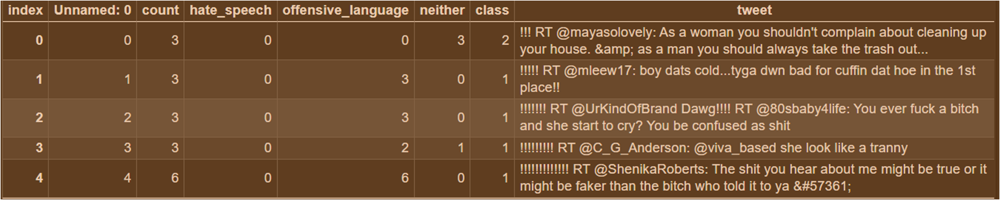 index Unnamed: 0 count hate_speech offensive_language neither class tweet
0 0 3 0 0 3 2 !!! RT @mayasolovely: As a woman you shouldn't complain about cleaning up
your house. &amp; as a man you should always take the trash out...
1 1 3 0 3 0 1 !!!!! RT @mleew17: boy dats cold...tyga dwn bad for cuffin dat hoe in the 1st
place!!
2 2 3 0 3 0 1 !!!!!!! RT @UrKindOfBrand Dawg!!!! RT @80sbaby4life: You ever fuck a bitch
and she start to cry? You be confused as shit
3 3 3 0 2 1 1 !!!!!!!!! RT @C_G_Anderson: @viva_based she look like a tranny
4 4 6 0 6 0 1 !!!!!!!!!!!!! RT @ShenikaRoberts: The shit you hear about me might be true or it
might be faker than the bitch who told it to ya &#57361;